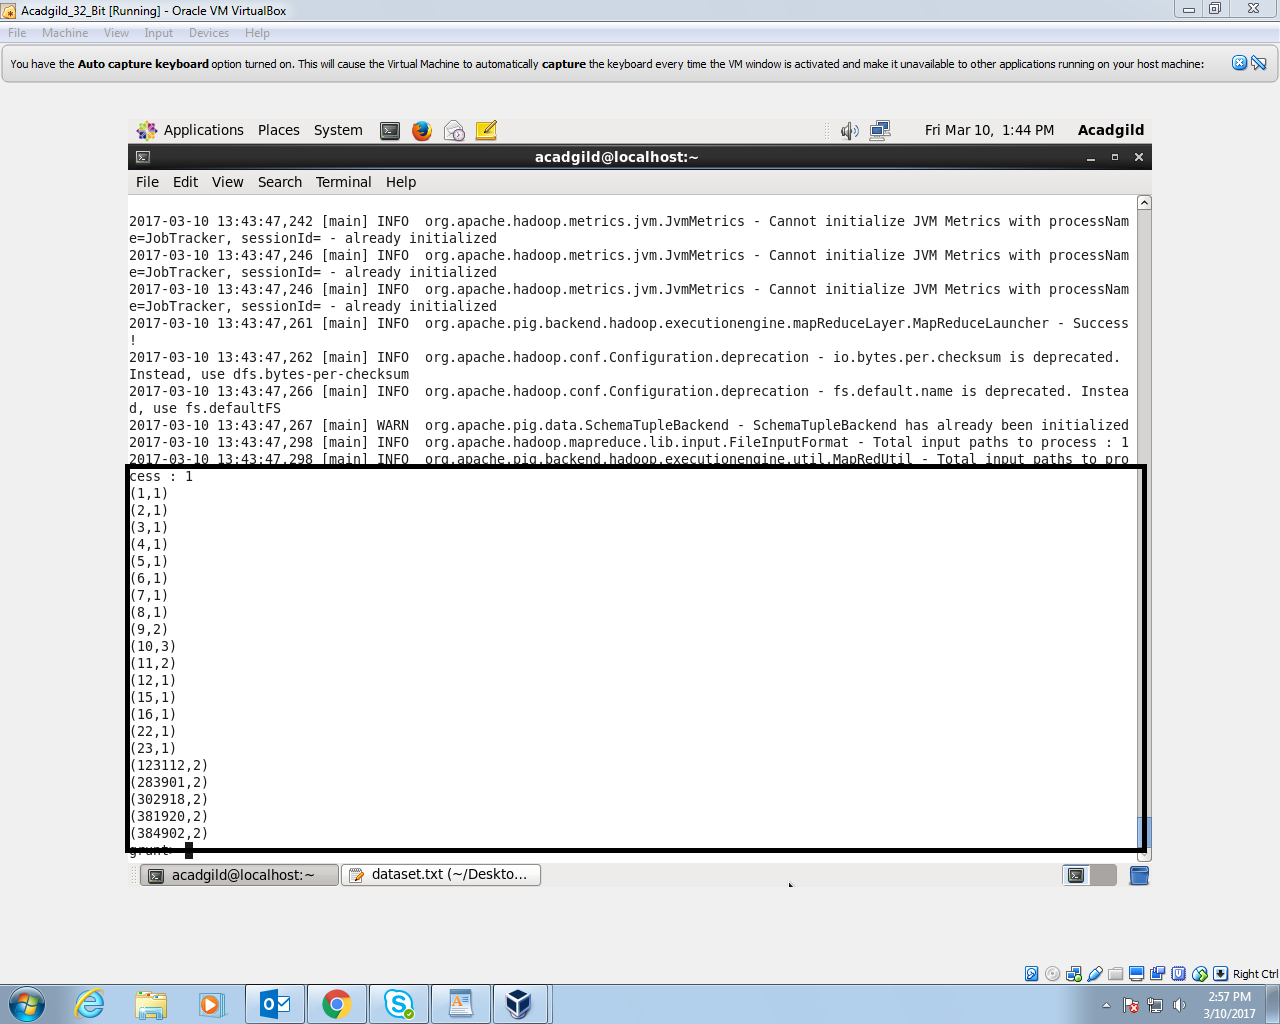 Acadgild_32_Bit [Running] - Oracle VM VirtualBox
File Machine View Input Devices Help
You have the Auto capture keyboard option turned on. This will cause the Virtual Machine to automatically capture the keyboard every time the VM window is activated and make it unavailable to other applications running on your host machine:
Applications Places System Fri Mar 10, 1:44 PM Acadgild
acadgild@localhost:~
File Edit View Search Terminal Help
2017-03-10 13:43:47,242 [main] INFO  org.apache.hadoop.metrics.jvm.JvmMetrics - Cannot initialize JVM Metrics with processNam
e=JobTracker, sessionId= - already initialized
2017-03-10 13:43:47,246 [main] INFO  org.apache.hadoop.metrics.jvm.JvmMetrics - Cannot initialize JVM Metrics with processNam
e=JobTracker, sessionId= - already initialized
2017-03-10 13:43:47,246 [main] INFO  org.apache.hadoop.metrics.jvm.JvmMetrics - Cannot initialize JVM Metrics with processNam
e=JobTracker, sessionId= - already initialized
2017-03-10 13:43:47,261 [main] INFO  org.apache.pig.backend.hadoop.executionengine.mapReduceLayer.MapReduceLauncher - Success
!
2017-03-10 13:43:47,262 [main] INFO  org.apache.hadoop.conf.Configuration.deprecation - io.bytes.per.checksum is deprecated.
Instead, use dfs.bytes-per-checksum
2017-03-10 13:43:47,266 [main] INFO  org.apache.hadoop.conf.Configuration.deprecation - fs.default.name is deprecated. Instea
d, use fs.defaultFS
2017-03-10 13:43:47,267 [main] WARN  org.apache.pig.data.SchemaTupleBackend - SchemaTupleBackend has already been initialized
2017-03-10 13:43:47,298 [main] INFO  org.apache.hadoop.mapreduce.lib.input.FileInputFormat - Total input paths to process : 1
2017-03-10 13:43:47,298 [main] INFO  org.apache.pig.backend.hadoop.executionengine.util.MapRedUtil - Total input paths to pro
cess : 1
(1,1)
(2,1)
(3,1)
(4,1)
(5,1)
(6,1)
(7,1)
(8,1)
(9,2)
(10,3)
(11,2)
(12,1)
(15,1)
(16,1)
(22,1)
(23,1)
(123112,2)
(283901,2)
(302918,2)
(381920,2)
(384902,2)
grunt>
acadgild@localhost:~ dataset.txt (~/Deskto...
Right Ctrl
2:57 PM
3/10/2017